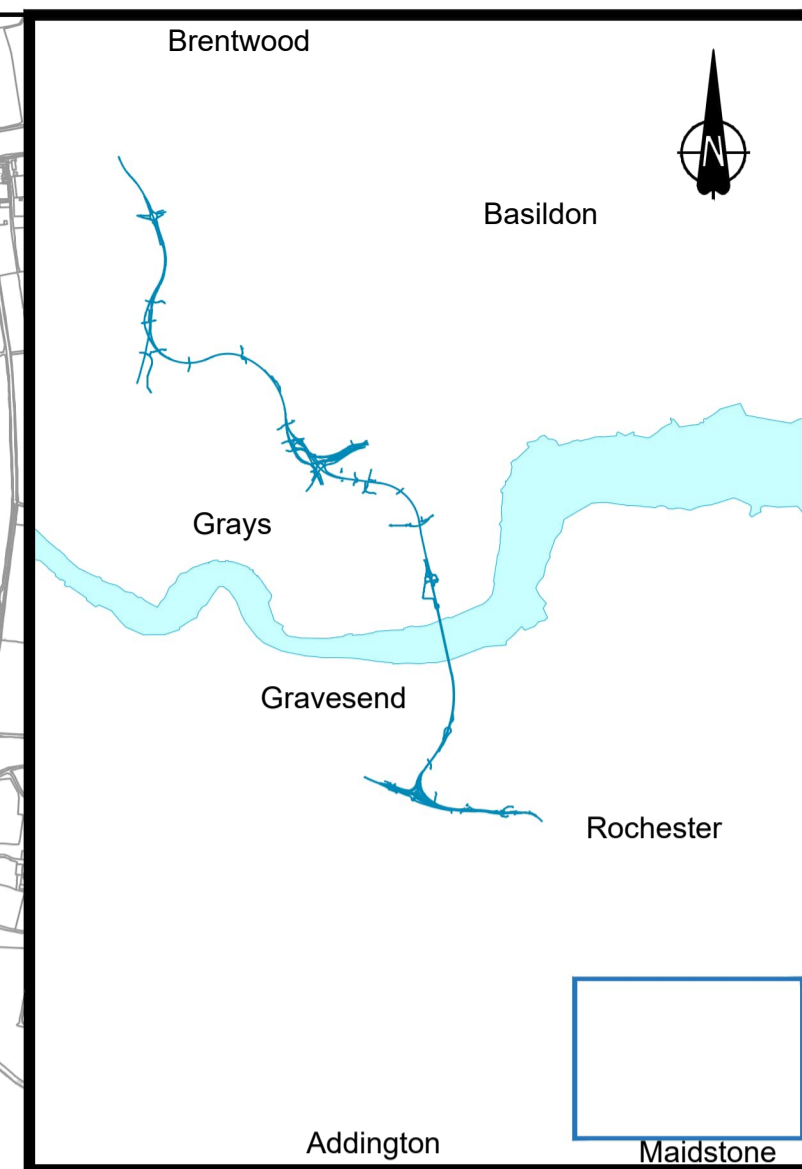 Brentwood
N
Basildon
Grays
Gravesend
Rochester
Addington
Maidstone